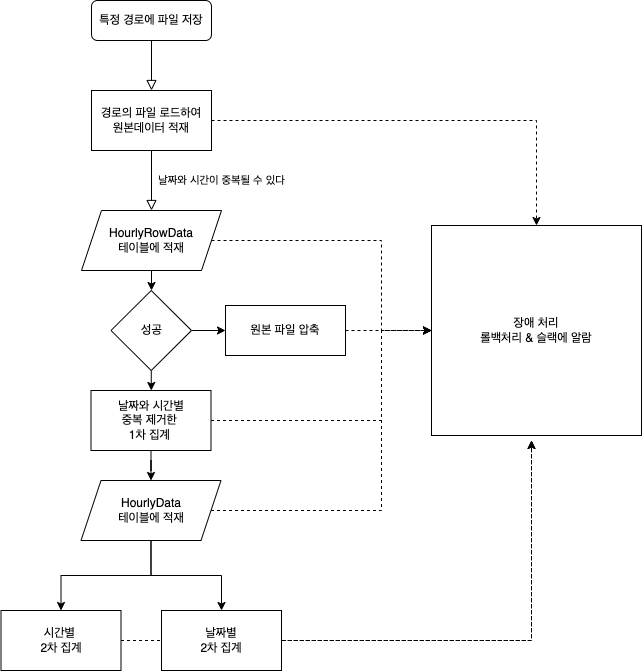 특정 경로에 파일 저장
경로의 파일 로드하여
원본데이터 적재
날짜와 시간이 중복될 수 있다
HourlyRowData
테이블에 적재
성공
원본 파일 압축
장애 처리
롤백처리 & 슬랙에 알람
날짜와 시간별
중복 제거한
1차 집계
HourlyData
테이블에 적재
시간별
2차 집계
날짜별
2차 집계